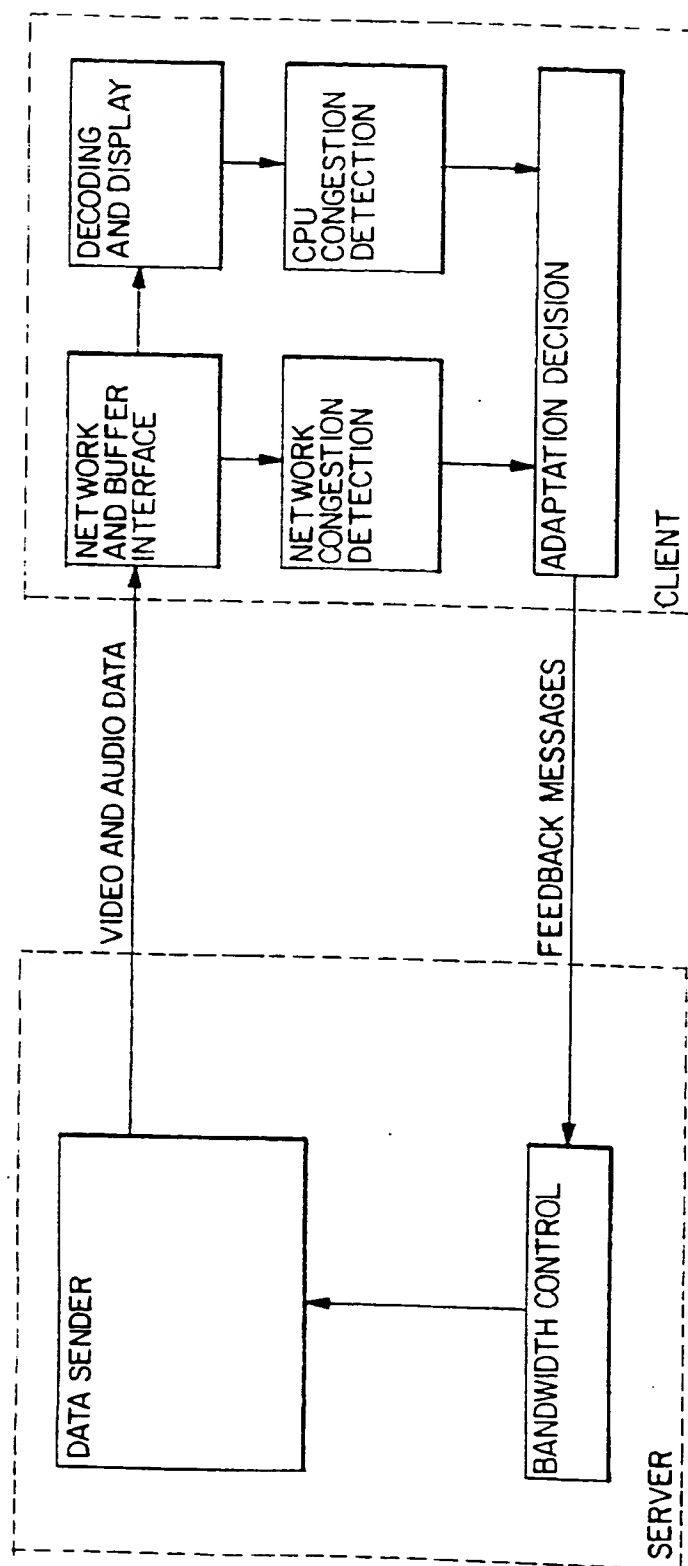 DATA SENDER
BANDWIDTH CONTROL
SERVER
VIDEO AND AUDIO DATA
FEEDBACK MESSAGES
NETWORK
AND BUFFER
INTERFACE
DECODING
AND DISPLAY
NETWORK
CONGESTION
DETECTION
CPU
CONGESTION
DETECTION
ADAPTATION DECISION
CLIENT